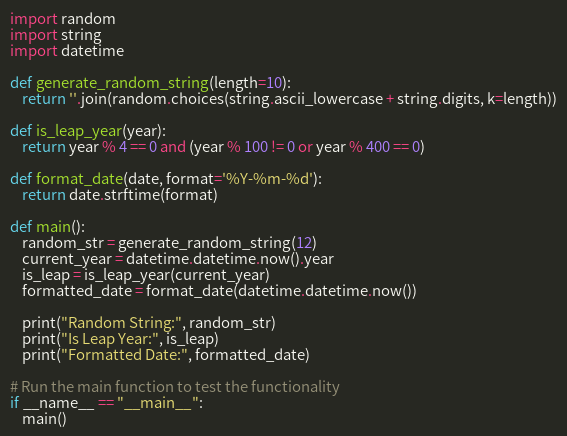 import random
import string
import datetime

def generate_random_string(length=10):
    return ''.join(random.choices(string.ascii_lowercase + string.digits, k=length))

def is_leap_year(year):
    return year % 4 == 0 and (year % 100 != 0 or year % 400 == 0)

def format_date(date, format='%Y-%m-%d'):
    return date.strftime(format)

def main():
    random_str = generate_random_string(12)
    current_year = datetime.datetime.now().year
    is_leap = is_leap_year(current_year)
    formatted_date = format_date(datetime.datetime.now())

    print("Random String:", random_str)
    print("Is Leap Year:", is_leap)
    print("Formatted Date:", formatted_date)

# Run the main function to test the functionality
if __name__ == "__main__":
    main()